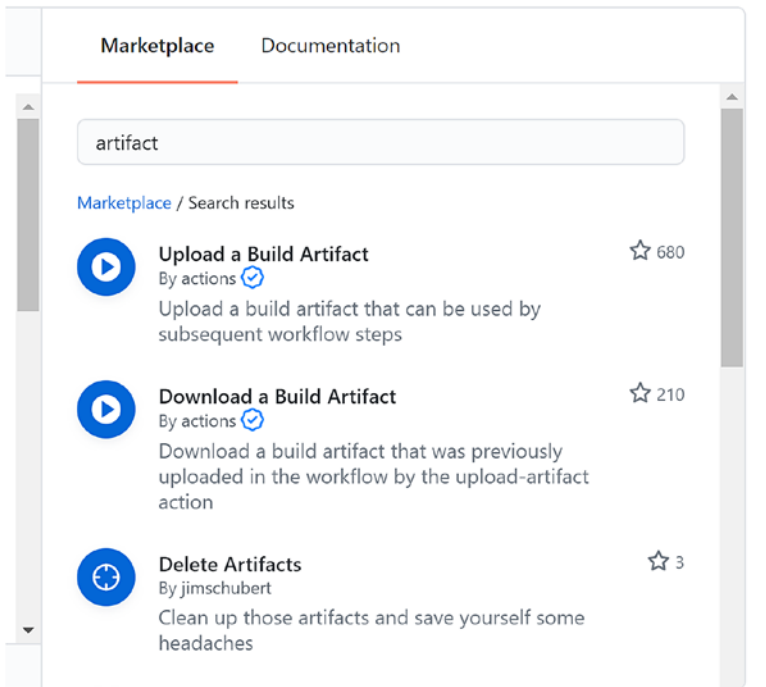 Marketplace Documentation
artifact
Marketplace / Search results
Upload a Build Artifact 680
By actions
Upload a build artifact that can be used by
subsequent workflow steps
Download a Build Artifact 210
By actions
Download a build artifact that was previously
uploaded in the workflow by the upload-artifact
action
Delete Artifacts 3
By jimschubert
Clean up those artifacts and save yourself some
headaches